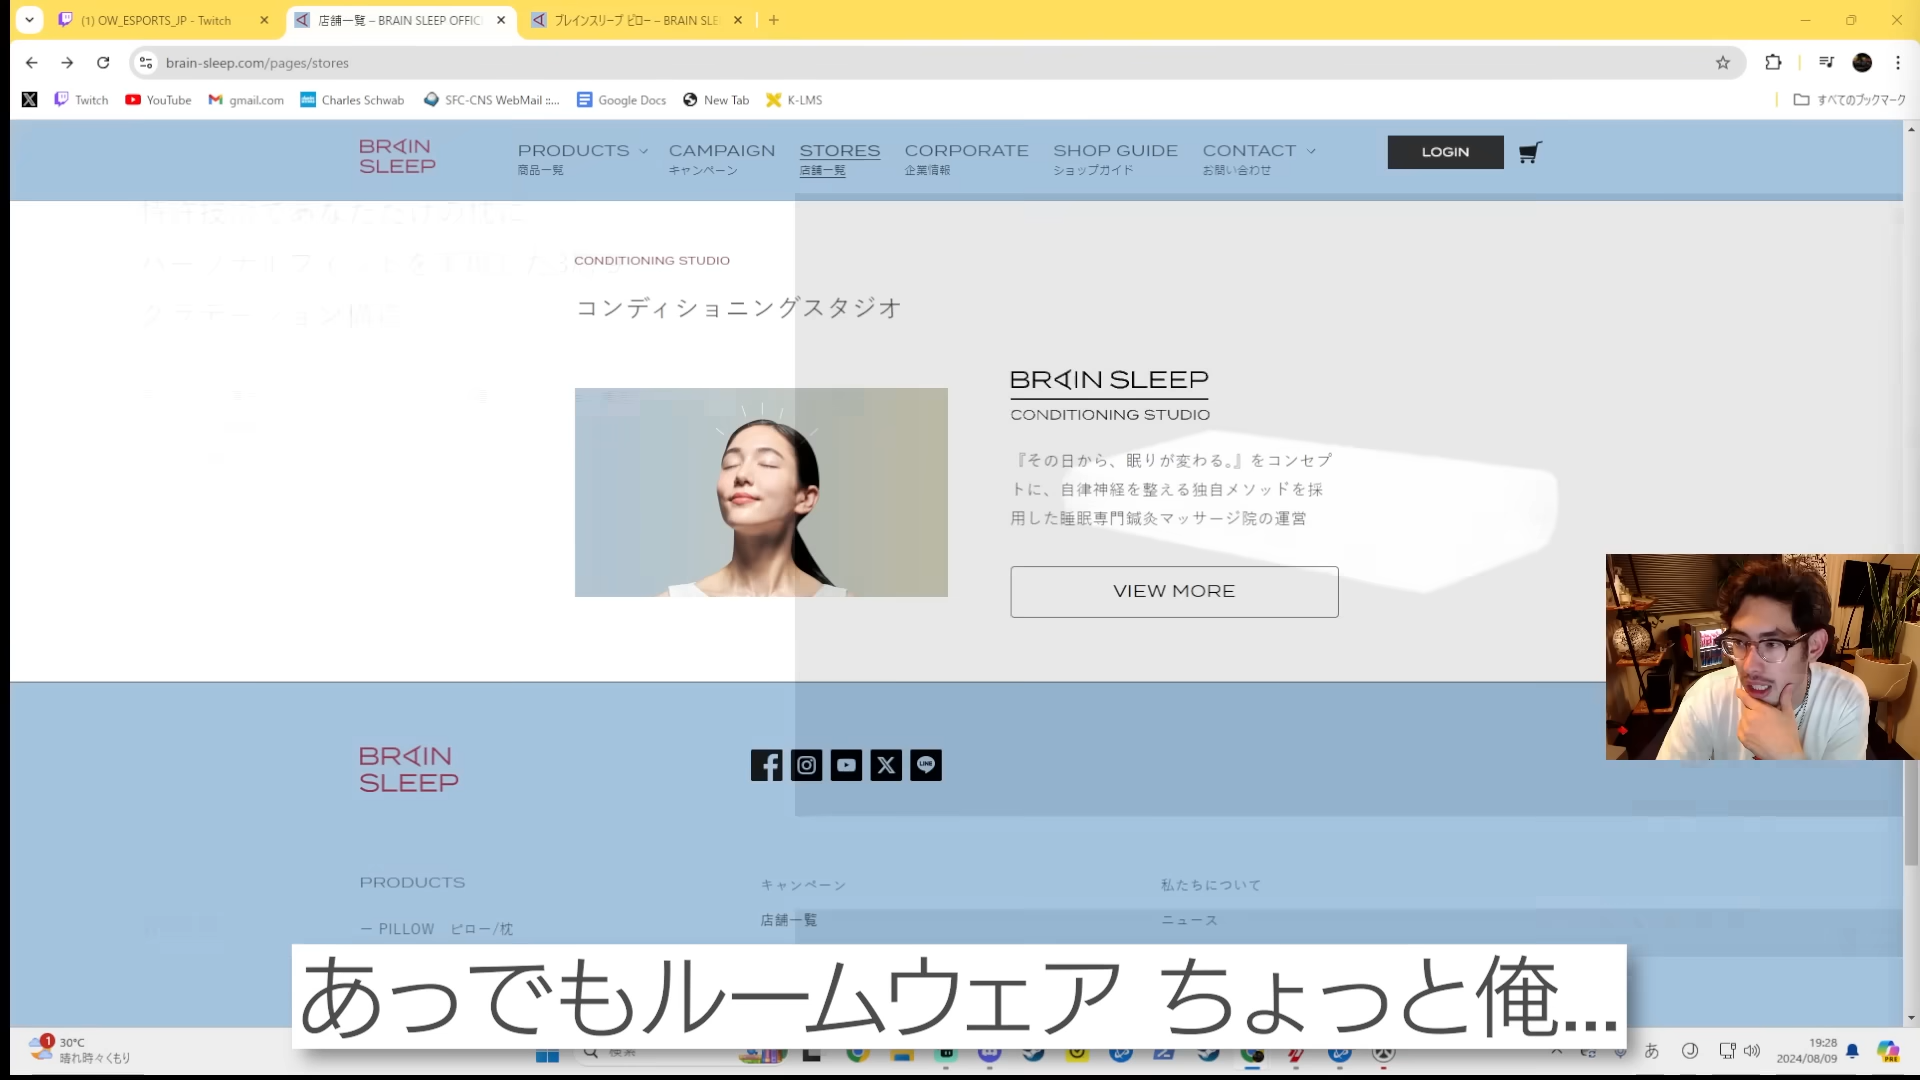 (1) OW_ESPORTS_JP - Twitch
店舗一覧 – BRAIN SLEEP OFFIC
ブレインスリープ ピロー – BRAIN SLE
brain-sleep.com/pages/stores
Twitch
YouTube
gmail.com
Charles Schwab
SFC-CNS WebMail ::...
Google Docs
New Tab
K-LMS
すべてのブックマーク
BRAIN
SLEEP
PRODUCTS
商品一覧
CAMPAIGN
キャンペーン
STORES
店舗一覧
CORPORATE
企業情報
SHOP GUIDE
ショップガイド
CONTACT
お問い合わせ
LOGIN
CONDITIONING STUDIO
コンディショニングスタジオ
BRAIN SLEEP
CONDITIONING STUDIO
『その日から、眠りが変わる。』をコンセプ
トに、自律神経を整える独自メソッドを採
用した睡眠専門鍼灸マッサージ院の運営
VIEW MORE
BRAIN
SLEEP
LINE
PRODUCTS
キャンペーン
私たちについて
店舗一覧
ニュース
ー PILLOW ピロー/枕
あっでもルームウェア ちょっと俺...
1
30°C
晴れ時々くもり
検索
あ
19:28
2024/08/09